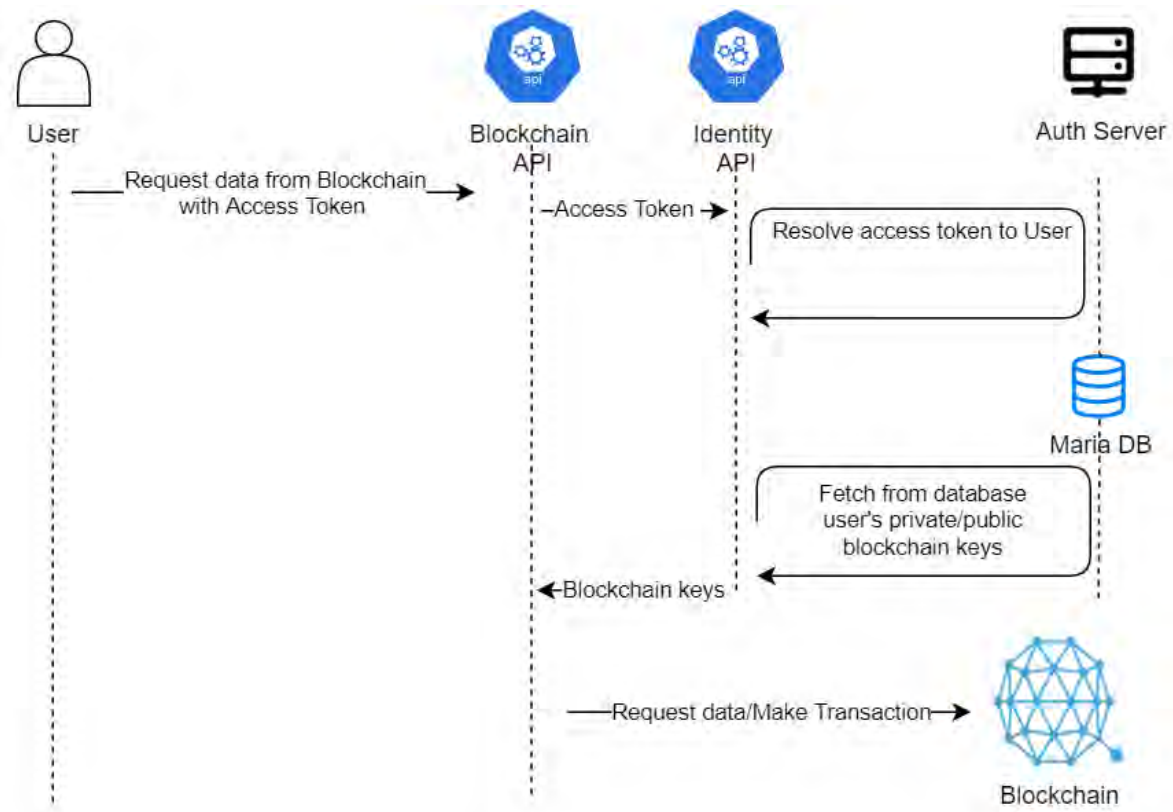 api
api
User
Blockchain
API
Identity
API
Auth Server
Request data from Blockchain
with Access Token
Access Token
Resolve access token to User
Maria DB
Fetch from database
user's private/public
blockchain keys
Blockchain keys
Request data/Make Transaction
Blockchain